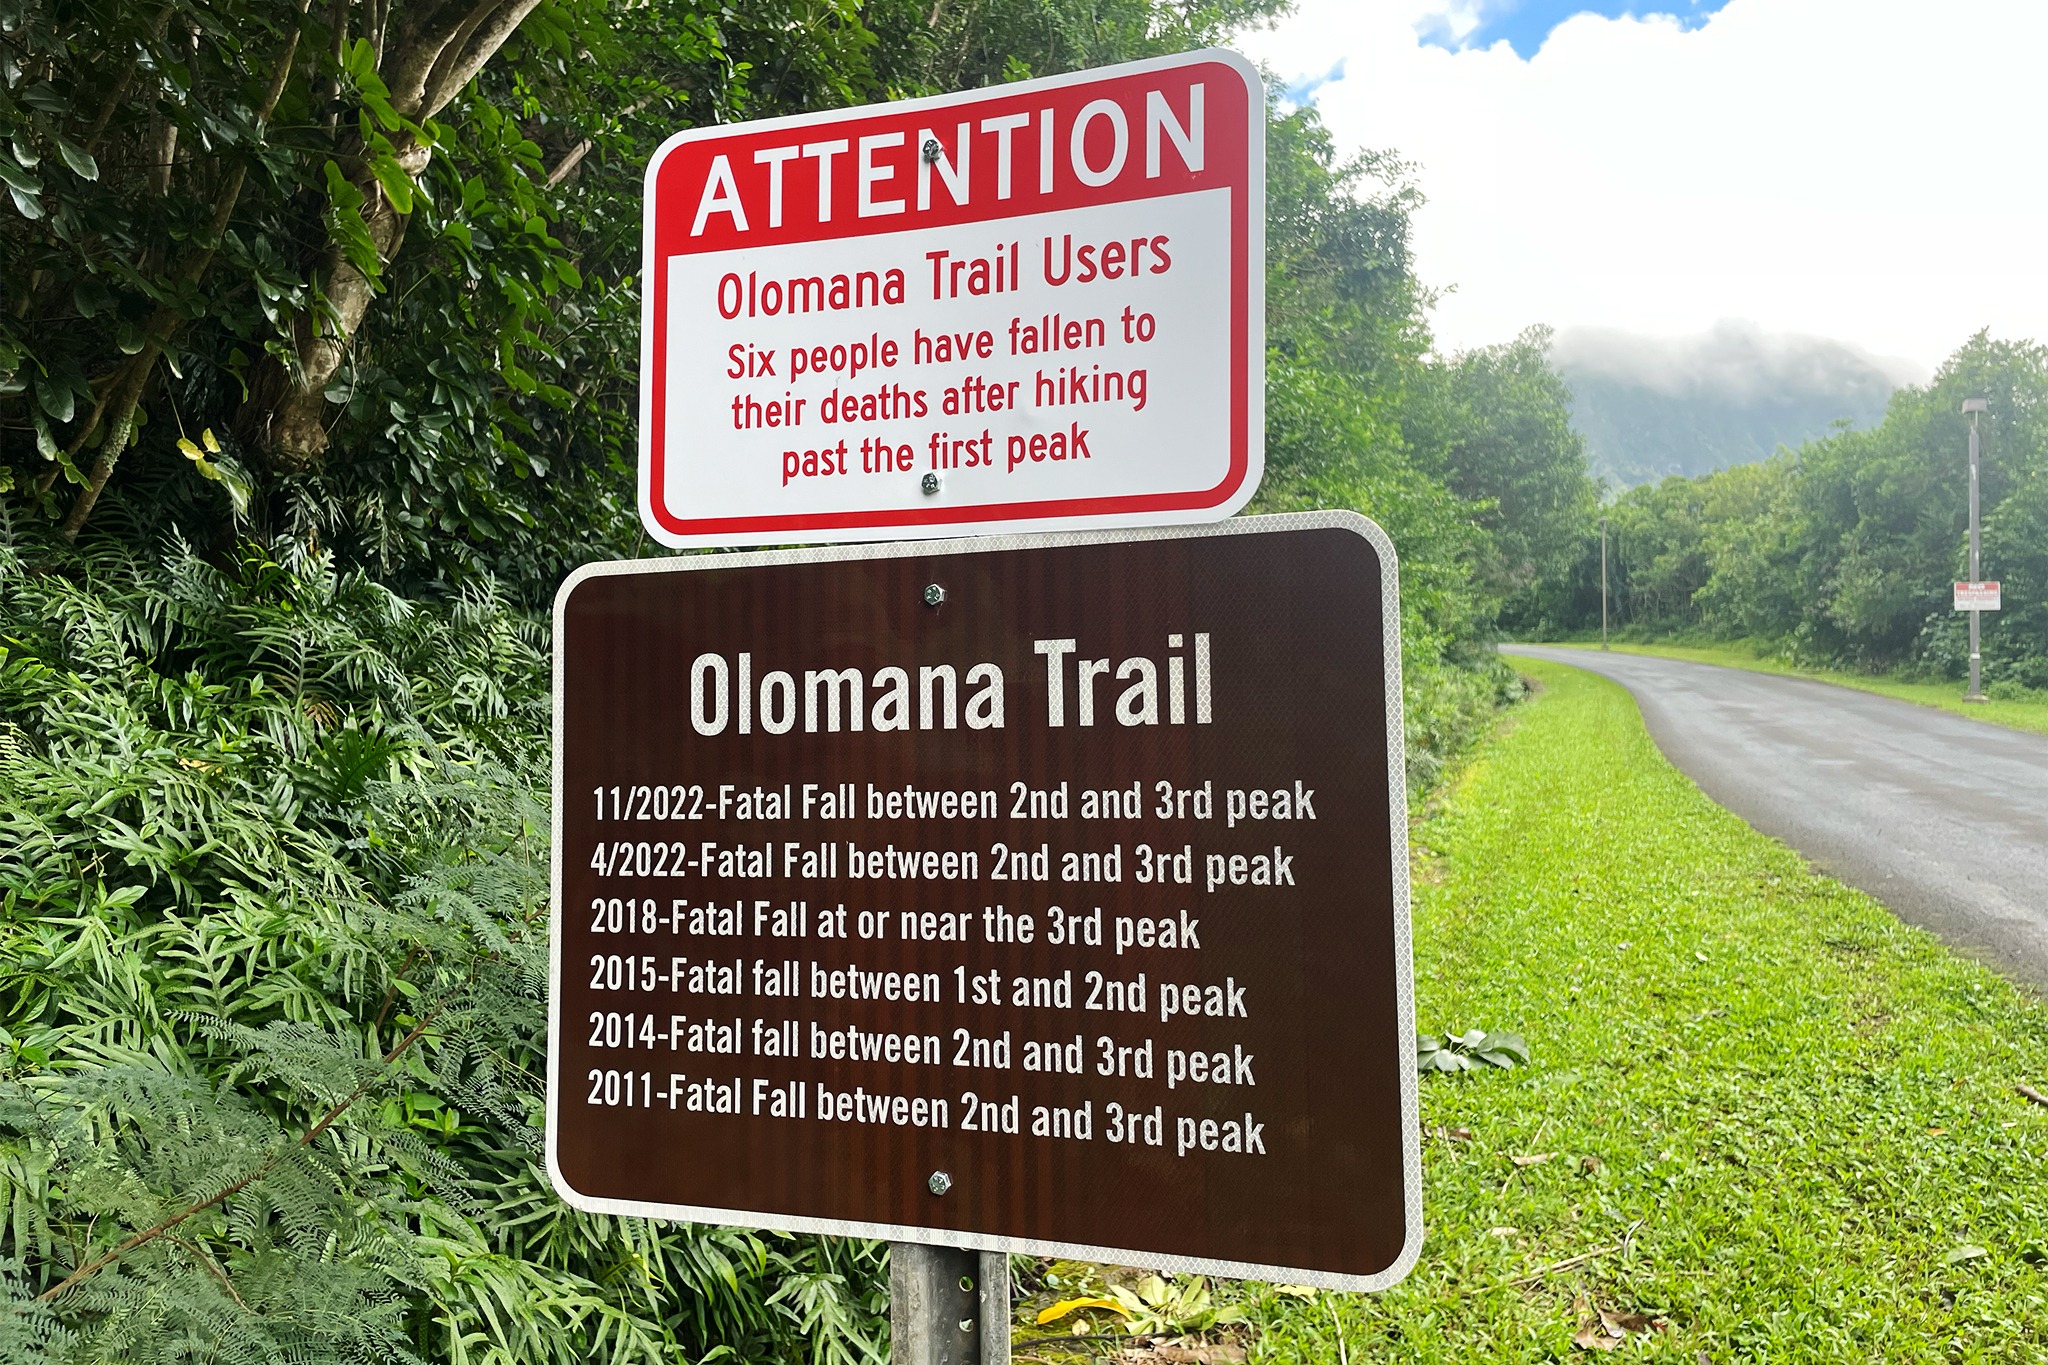 ATTENTION
Olomana Trail Users
Six people have fallen to
their deaths after hiking
past the first peak
Olomana Trail
11/2022-Fatal Fall between 2nd and 3rd peak
4/2022-Fatal Fall between 2nd and 3rd peak
2018-Fatal Fall at or near the 3rd peak
2015-Fatal fall between 1st and 2nd peak
2014-Fatal fall between 2nd and 3rd peak
2011-Fatal Fall between 2nd and 3rd peak